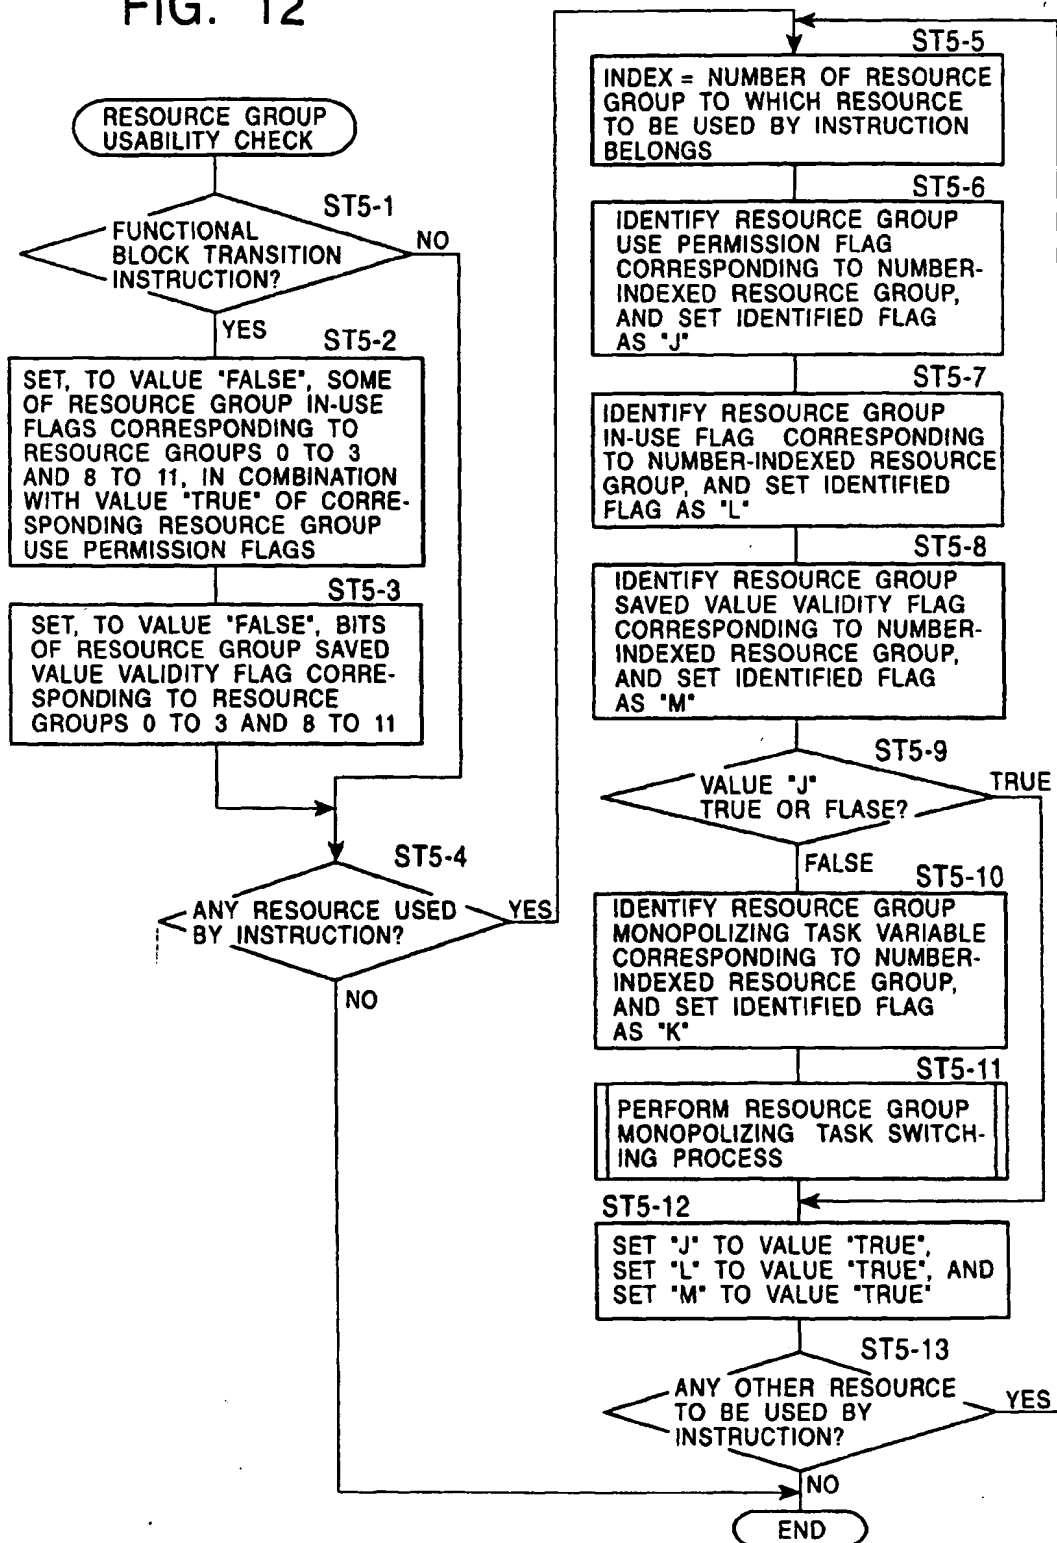 FIG. 12
RESOURCE GROUP
USABILITY CHECK
ST5-1
FUNCTIONAL
BLOCK TRANSITION
INSTRUCTION?
NO
YES
ST5-2
SET, TO VALUE "FALSE", SOME
OF RESOURCE GROUP IN-USE
FLAGS CORRESPONDING TO
RESOURCE GROUPS 0 TO 3
AND 8 TO 11, IN COMBINATION
WITH VALUE "TRUE" OF CORRE-
SPONDING RESOURCE GROUP
USE PERMISSION FLAGS
ST5-3
SET, TO VALUE "FALSE", BITS
OF RESOURCE GROUP SAVED
VALUE VALIDITY FLAG CORRE-
SPONDING TO RESOURCE
GROUPS 0 TO 3 AND 8 TO 11
ST5-4
ANY RESOURCE USED
BY INSTRUCTION?
YES
NO
ST5-5
INDEX = NUMBER OF RESOURCE
GROUP TO WHICH RESOURCE
TO BE USED BY INSTRUCTION
BELONGS
ST5-6
IDENTIFY RESOURCE GROUP
USE PERMISSION FLAG
CORRESPONDING TO NUMBER-
INDEXED RESOURCE GROUP,
AND SET IDENTIFIED FLAG
AS "J"
ST5-7
IDENTIFY RESOURCE GROUP
IN-USE FLAG CORRESPONDING
TO NUMBER-INDEXED RESOURCE
GROUP, AND SET IDENTIFIED
FLAG AS "L"
ST5-8
IDENTIFY RESOURCE GROUP
SAVED VALUE VALIDITY FLAG
CORRESPONDING TO NUMBER-
INDEXED RESOURCE GROUP,
AND SET IDENTIFIED FLAG
AS "M"
ST5-9
VALUE "J"
TRUE OR FLASE?
TRUE
FALSE
ST5-10
IDENTIFY RESOURCE GROUP
MONOPOLIZING TASK VARIABLE
CORRESPONDING TO NUMBER-
INDEXED RESOURCE GROUP,
AND SET IDENTIFIED FLAG
AS "K"
ST5-11
PERFORM RESOURCE GROUP
MONOPOLIZING TASK SWITCH-
ING PROCESS
ST5-12
SET "J" TO VALUE "TRUE",
SET "L" TO VALUE "TRUE", AND
SET "M" TO VALUE "TRUE"
ST5-13
ANY OTHER RESOURCE
TO BE USED BY
INSTRUCTION?
YES
NO
END